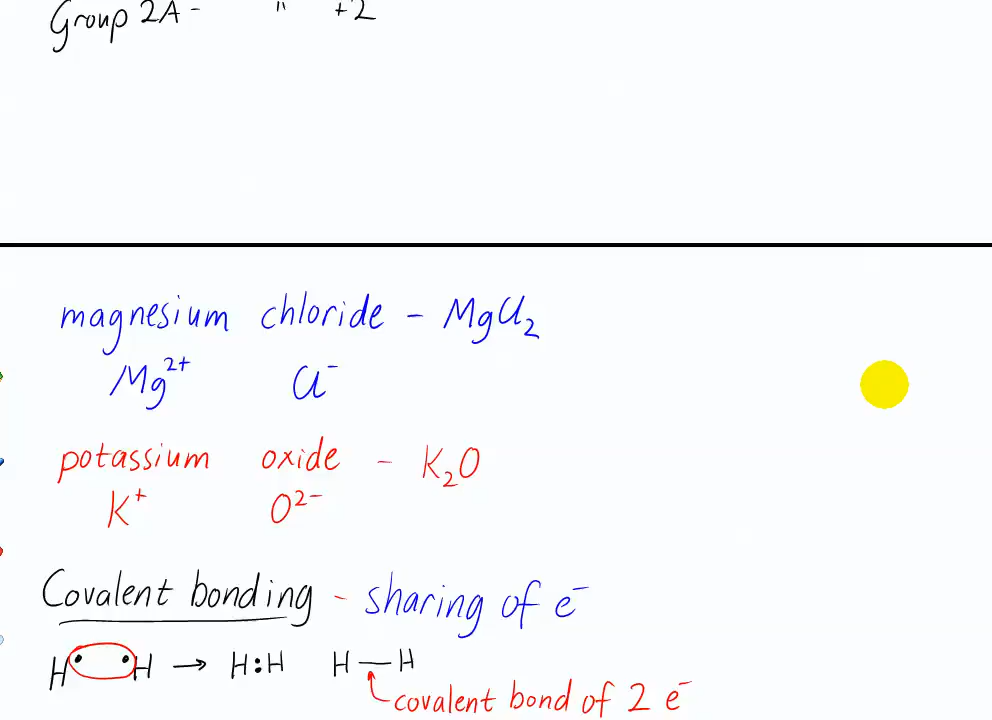 Group 2A - " +2
magnesium chloride - MgCl₂
Mg²⁺ Cl⁻
potassium oxide - K₂O
K⁺ O²⁻
Covalent bonding - sharing of e⁻
H• •H → H:H H—H
covalent bond of 2 e⁻